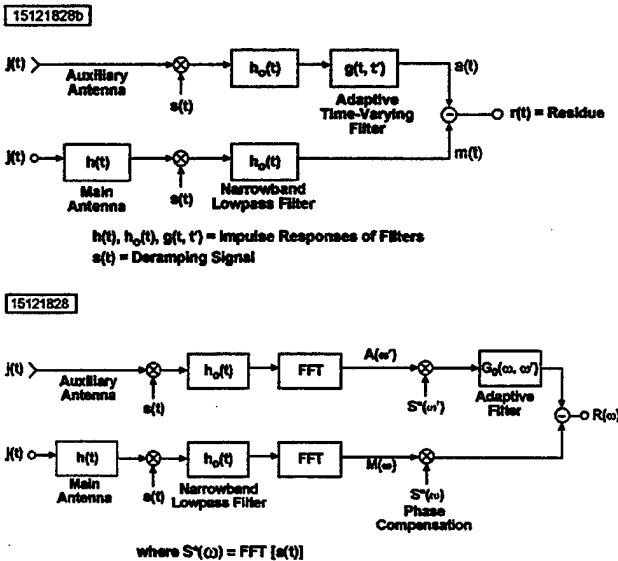 15121828b
j(t)
Auxiliary
Antenna
s(t)
h₀(t)
g(t, t')
a(t)
Adaptive
Time-Varying
Filter
r(t) = Residue
j(t)
h(t)
Main
Antenna
s(t)
h₀(t)
Narrowband
Lowpass Filter
m(t)
h(t), h₀(t), g(t, t') = Impulse Responses of Filters
s(t) = Deramping Signal
15121828
j(t)
Auxiliary
Antenna
s(t)
h₀(t)
FFT
A(ω')
S*(ω')
G₀(ω, ω')
Adaptive
Filter
R(ω)
j(t)
h(t)
Main
Antenna
s(t)
h₀(t)
Narrowband
Lowpass Filter
FFT
M(ω)
S*(ω)
Phase
Compensation
where S*(ω) = FFT [s(t)]